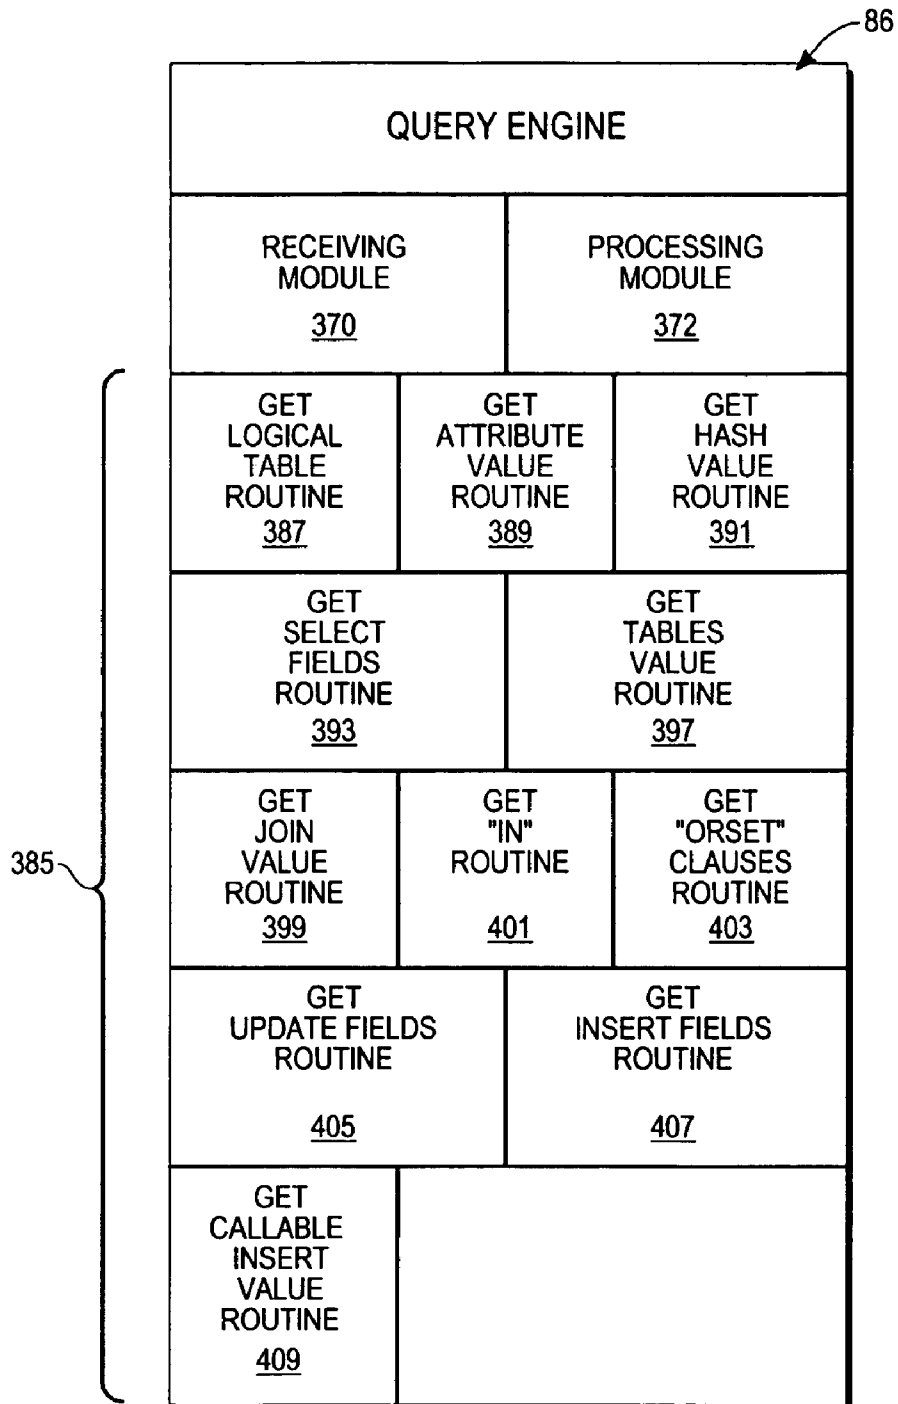 86
QUERY ENGINE
RECEIVING
MODULE
370
PROCESSING
MODULE
372
385
GET
LOGICAL
TABLE
ROUTINE
387
GET
ATTRIBUTE
VALUE
ROUTINE
389
GET
HASH
VALUE
ROUTINE
391
GET
SELECT
FIELDS
ROUTINE
393
GET
TABLES
VALUE
ROUTINE
397
GET
JOIN
VALUE
ROUTINE
399
GET
"IN"
ROUTINE
401
GET
"ORSET"
CLAUSES
ROUTINE
403
GET
UPDATE FIELDS
ROUTINE
405
GET
INSERT FIELDS
ROUTINE
407
GET
CALLABLE
INSERT
VALUE
ROUTINE
409